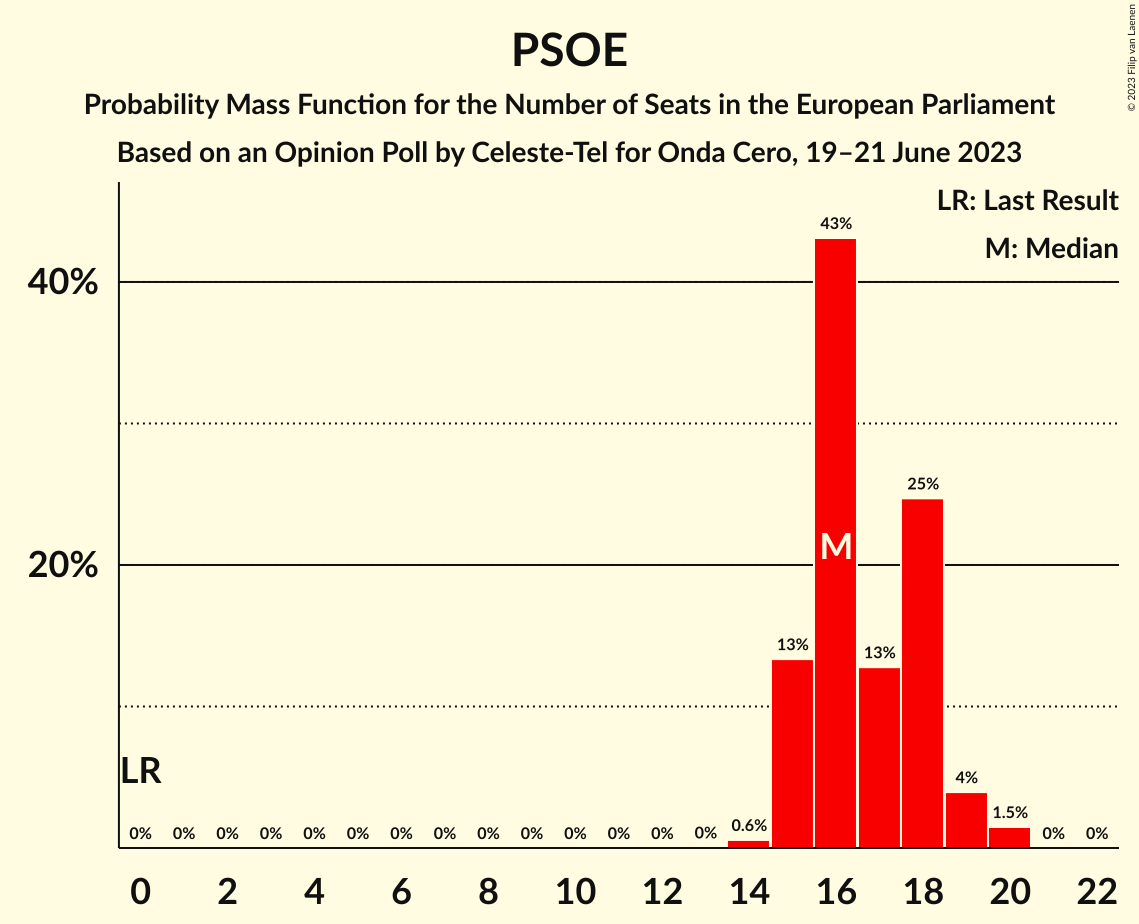 PSOE
Probability Mass Function for the Number of Seats in the European Parliament
Based on an Opinion Poll by Celeste-Tel for Onda Cero, 19–21 June 2023
© 2023 Filip van Laenen
LR: Last Result
M: Median
40%
20%
43%
25%
M
13%
13%
LR
4%
1.5%
0.6%
0% 0% 0% 0% 0% 0% 0% 0% 0% 0% 0% 0% 0% 0% 0% 0%
0 2 4 6 8 10 12 14 16 18 20 22